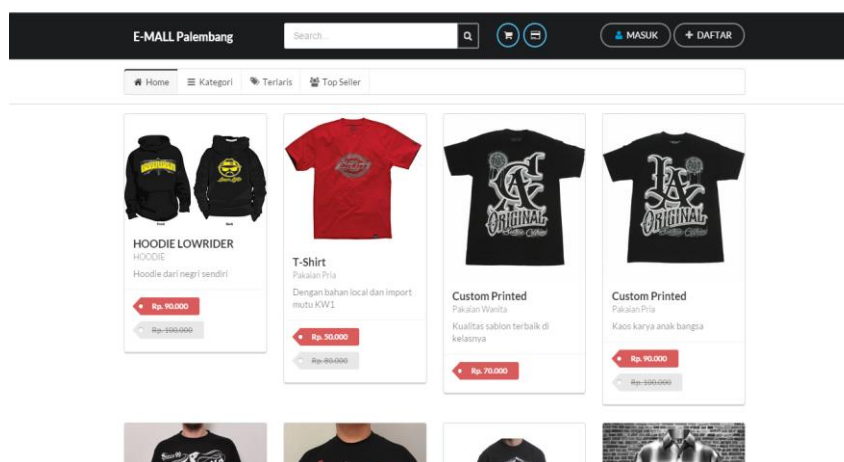 E-MALL Palembang
Search...
MASUK
+ DAFTAR
Home
Kategori
Terlaris
Top Seller
HOODIE LOWRIDER
HOODIE
Hoodie dari negri sendiri
Rp. 90.000
Rp. 100.000
T-Shirt
Pakaian Pria
Dengan bahan local dan import
mutu KW1
Rp. 50.000
Rp. 80.000
ORIGINAL
Custom Printed
Pakaian Wanita
Kualitas sablon terbaik di
kelasnya
Rp. 70.000
ORIGINAL
Custom Printed
Pakaian Pria
Kaos karya anak bangsa
Rp. 90.000
Rp. 100.000